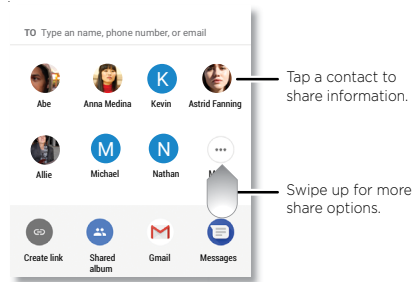 TO Type an name, phone number, or email
K
Abe Anna Medina Kevin Astrid Fanning
Tap a contact to
share information.
M N
Allie Michael Nathan
Swipe up for more
share options.
Create link Shared album Gmail Messages